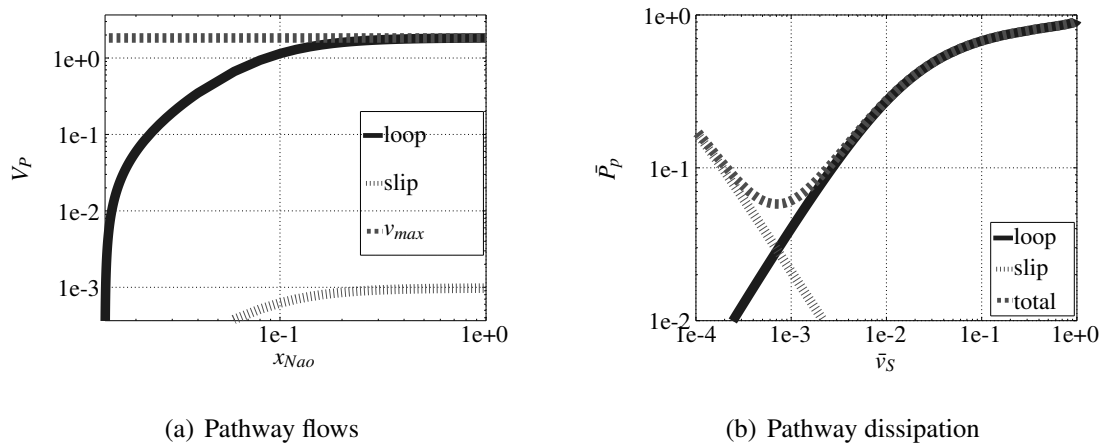 1e+0
1e-1
1e-2
1e-3
V_P
loop
slip
v_max
1e-1
1e+0
x_Nao
(a) Pathway flows
1e+0
1e-1
1e-2
P̄_p
loop
slip
total
1e-4
1e-3
1e-2
1e-1
1e+0
v̄_S
(b) Pathway dissipation